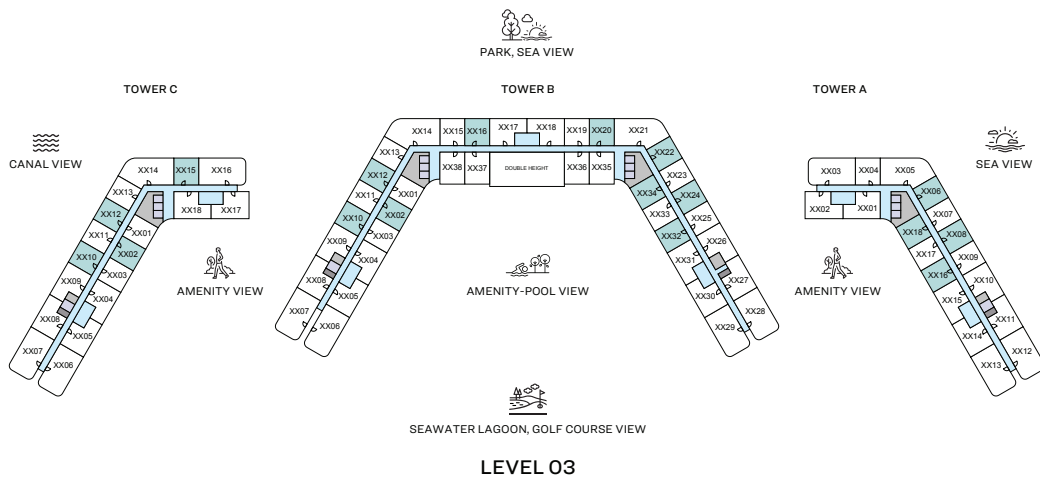 PARK, SEA VIEW
TOWER C
TOWER B
TOWER A
CANAL VIEW
SEA VIEW
XX14
XX15
XX16
XX13
XX12
XX11
XX10
XX09
XX08
XX07
XX06
XX05
XX04
XX03
XX02
XX01
XX18
XX17
XX14
XX15
XX16
XX17
XX18
XX19
XX20
XX21
XX13
XX12
XX11
XX10
XX09
XX08
XX07
XX06
XX05
XX04
XX03
XX02
XX01
XX38
XX37
DOUBLE HEIGHT
XX36
XX35
XX22
XX23
XX24
XX25
XX26
XX27
XX28
XX29
XX30
XX31
XX32
XX33
XX34
XX03
XX04
XX05
XX02
XX01
XX06
XX07
XX08
XX09
XX10
XX11
XX12
XX13
XX14
XX15
XX16
XX17
XX18
AMENITY VIEW
AMENITY-POOL VIEW
AMENITY VIEW
SEAWATER LAGOON, GOLF COURSE VIEW
LEVEL 03